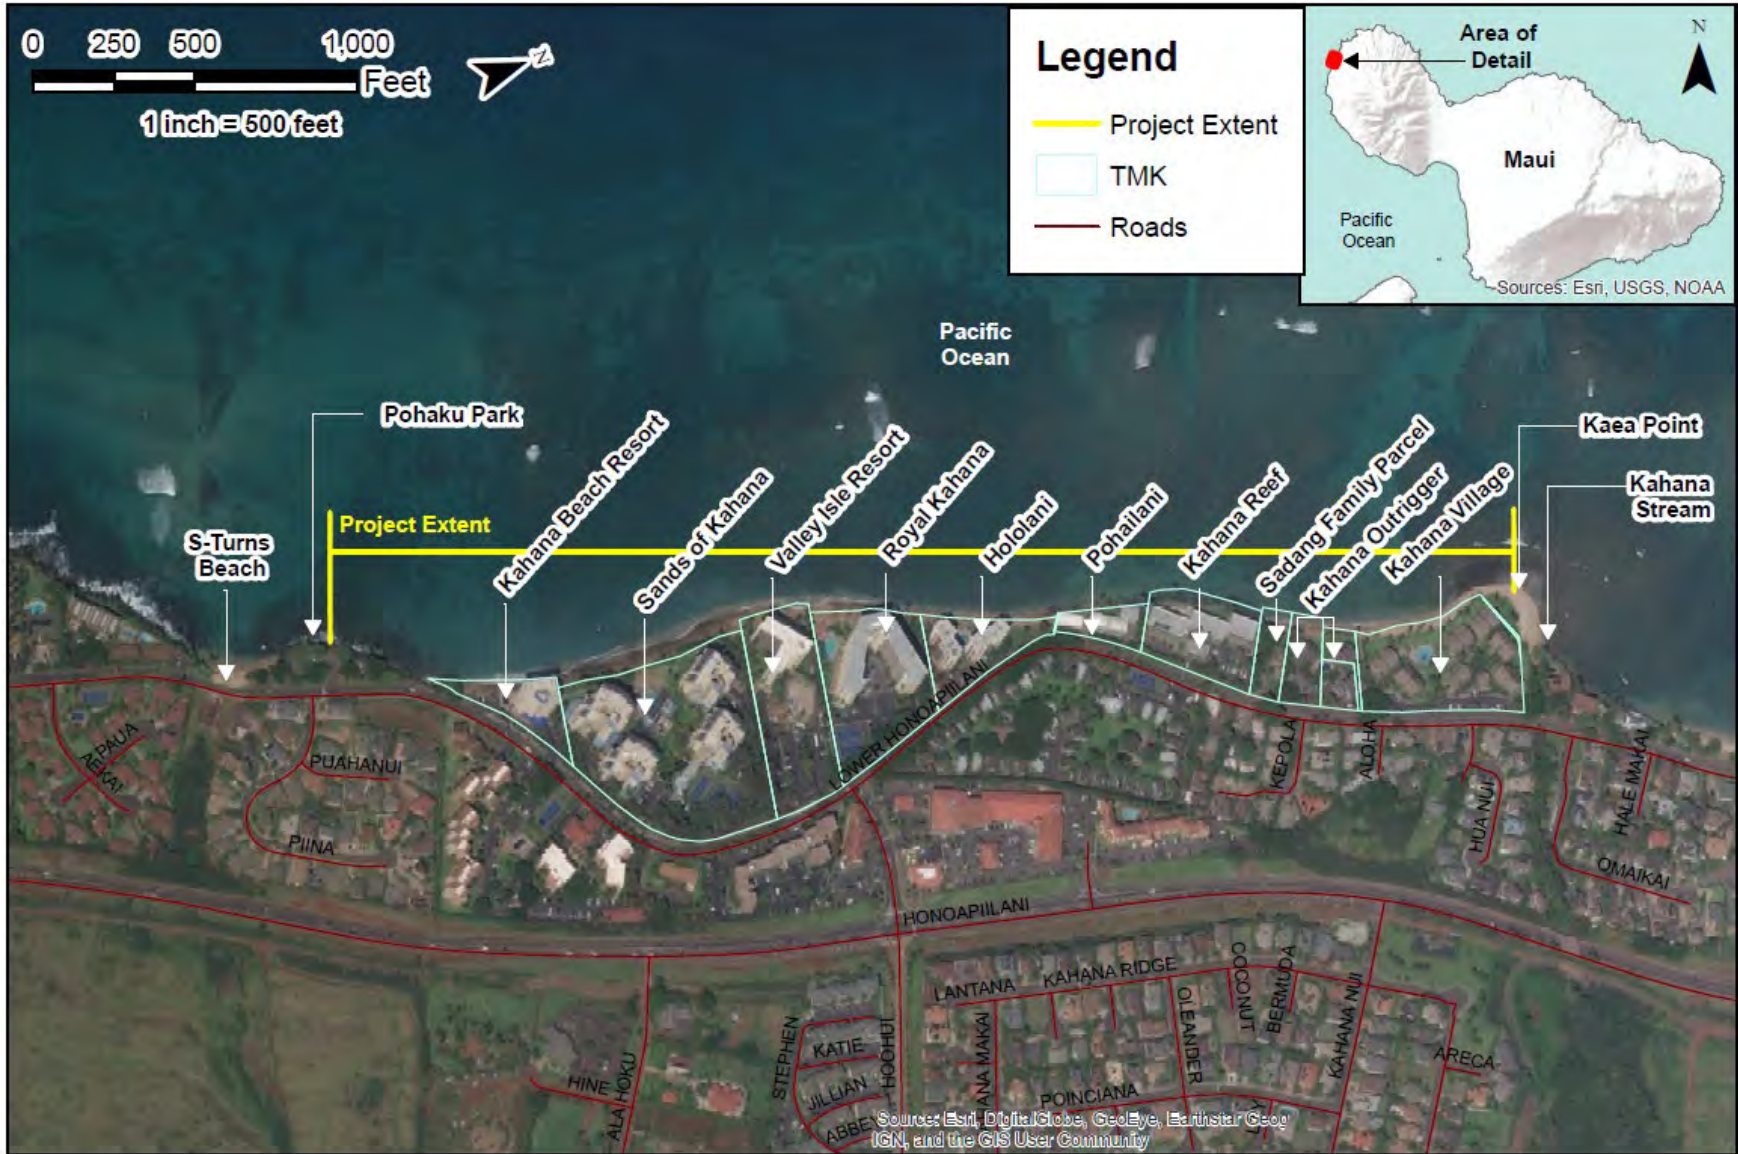 0 250 500 1,000
Feet
1 inch = 500 feet
N
Legend
Project Extent
TMK
Roads
N
Area of
Detail
Maui
Pacific
Ocean
Sources: Esri, USGS, NOAA
Pacific
Ocean
Pohaku Park
Project Extent
S-Turns
Beach
Kahana Beach Resort
Sands of Kahana
Valley Isle Resort
Royal Kahana
Hololani
Pohailani
Kahana Reef
Sadang Family Parcel
Kahana Outrigger
Kahana Village
Kaea Point
Kahana
Stream
LOWER HONOAPIILANI
AEKAI
PAUA
PUAHANUI
PIINA
KEPOLA
ALOHA
HUA NUI
HALE MAKAI
OMAIKAI
HONOAPIILANI
HINE
ALA HOKU
STEPHEN
KATIE
JILLIAN
ABBEY
HOOHUI
LANTANA
KAHANA RIDGE
COCONUT
BERMUDA
OLEANDER
KAHANA NUI
ARECA
POINCIANA
MAKAI
Source: Esri, DigitalGlobe, GeoEye, Earthstar Geog
IGN, and the GIS User Community